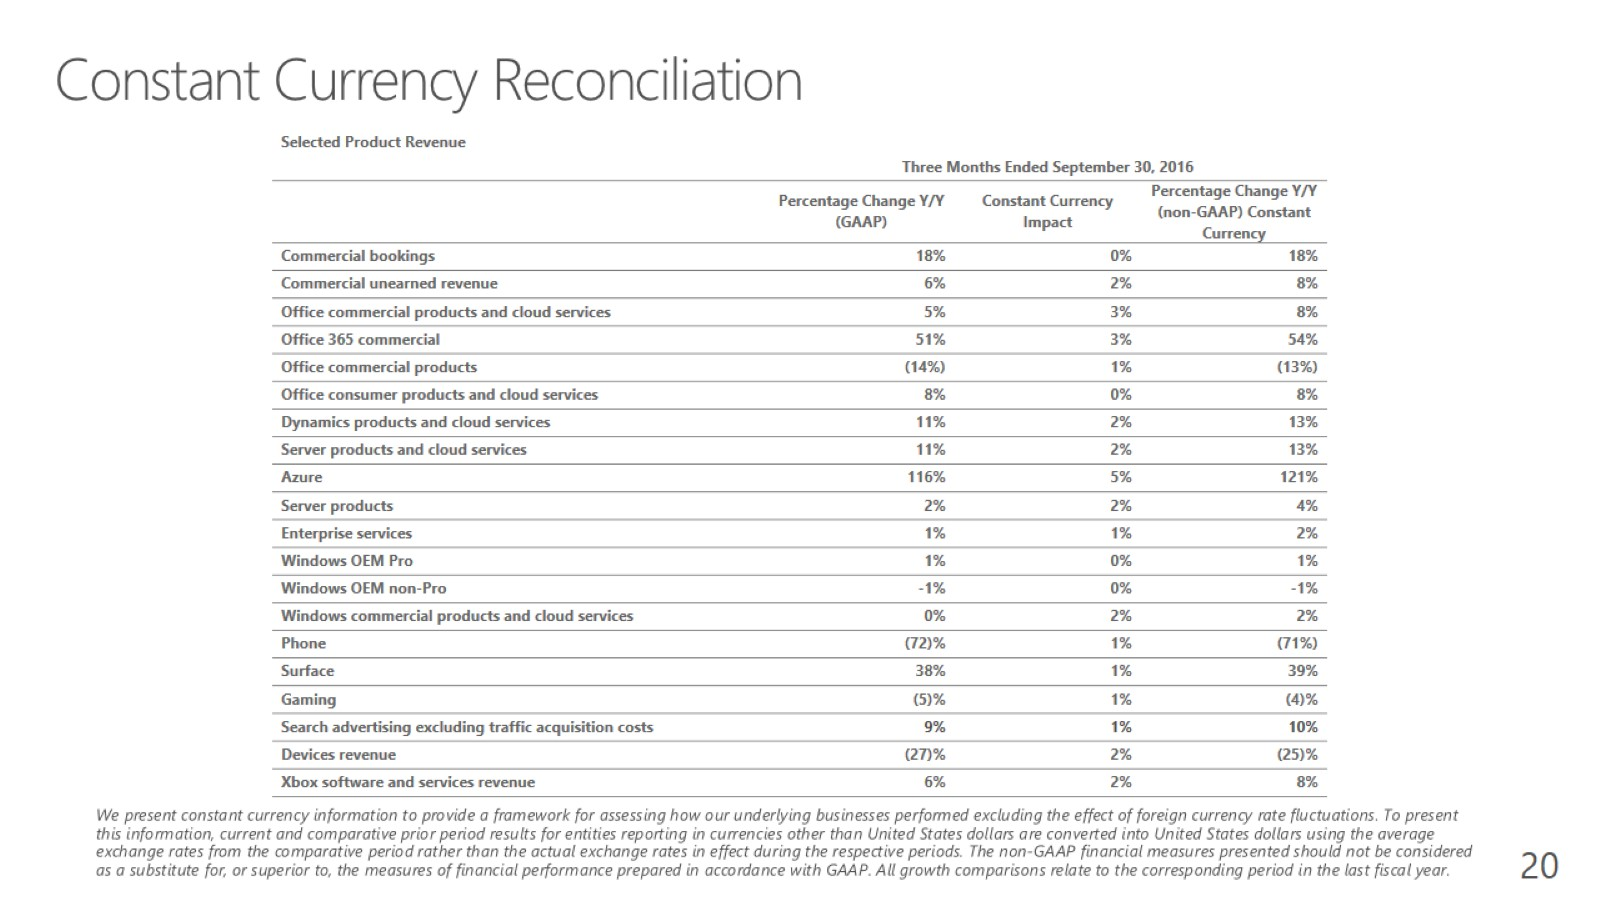 Constant Currency Reconciliation
Selected Product Revenue
Three Months Ended September 30, 2016
Percentage Change Y/Y (GAAP) Constant Currency Impact Percentage Change Y/Y (non-GAAP) Constant Currency
Commercial bookings 18% 0% 18%
Commercial unearned revenue 6% 2% 8%
Office commercial products and cloud services 5% 3% 8%
Office 365 commercial 51% 3% 54%
Office commercial products (14%) 1% (13%)
Office consumer products and cloud services 8% 0% 8%
Dynamics products and cloud services 11% 2% 13%
Server products and cloud services 11% 2% 13%
Azure 116% 5% 121%
Server products 2% 2% 4%
Enterprise services 1% 1% 2%
Windows OEM Pro 1% 0% 1%
Windows OEM non-Pro -1% 0% -1%
Windows commercial products and cloud services 0% 2% 2%
Phone (72)% 1% (71%)
Surface 38% 1% 39%
Gaming (5)% 1% (4)%
Search advertising excluding traffic acquisition costs 9% 1% 10%
Devices revenue (27)% 2% (25)%
Xbox software and services revenue 6% 2% 8%
We present constant currency information to provide a framework for assessing how our underlying businesses performed excluding the effect of foreign currency rate fluctuations. To present
this information, current and comparative prior period results for entities reporting in currencies other than United States dollars are converted into United States dollars using the average
exchange rates from the comparative period rather than the actual exchange rates in effect during the respective periods. The non-GAAP financial measures presented should not be considered
as a substitute for, or superior to, the measures of financial performance prepared in accordance with GAAP. All growth comparisons relate to the corresponding period in the last fiscal year.
20